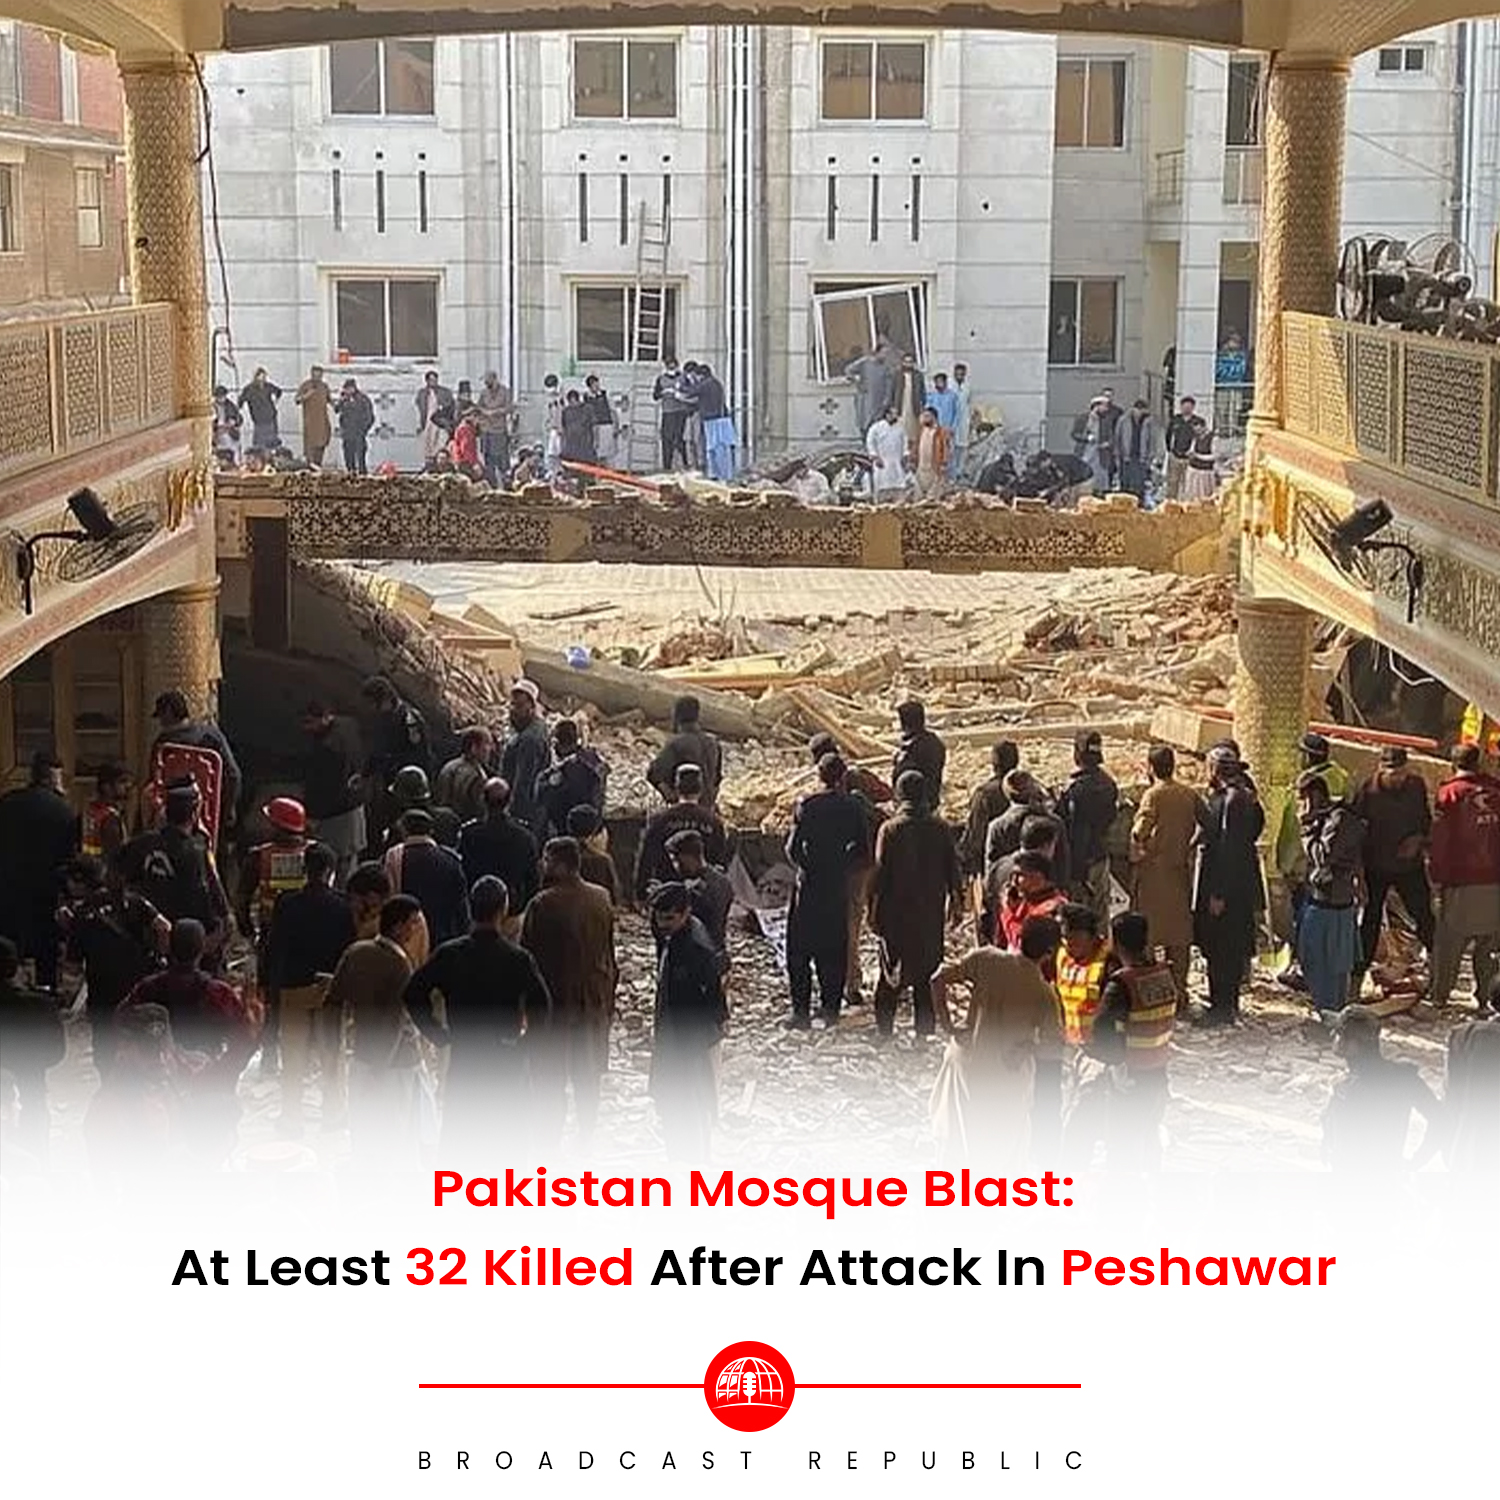 Pakistan Mosque Blast:
At Least 32 Killed After Attack In Peshawar
BROADCAST REPUBLIC